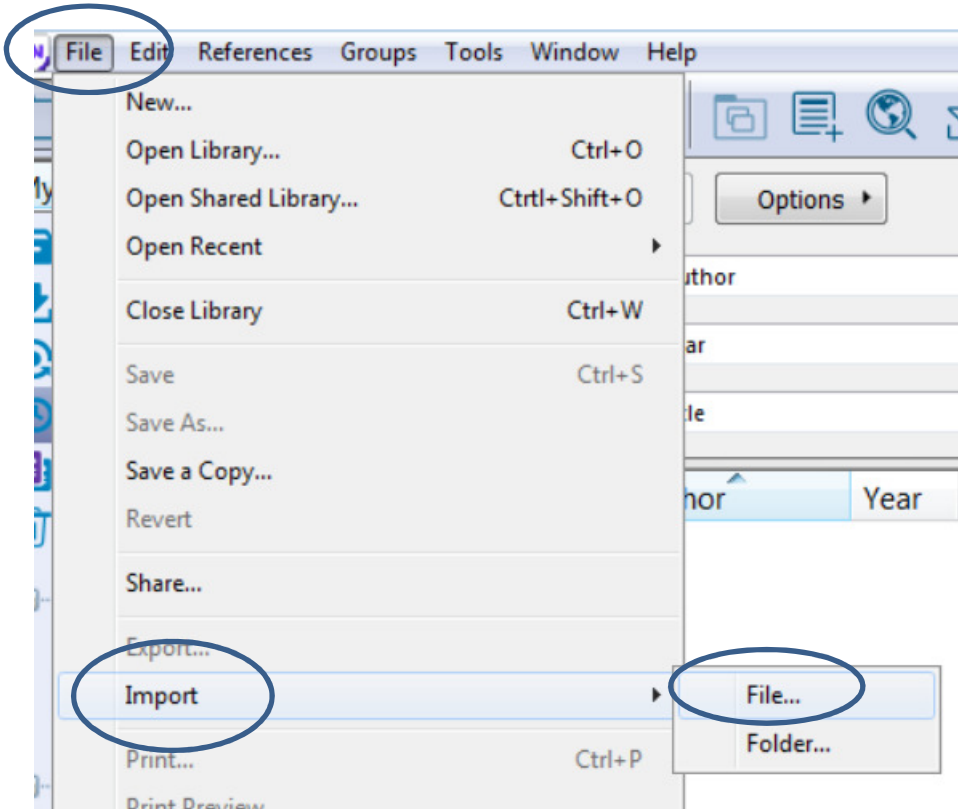 File Edit References Groups Tools Window Help
New...
Open Library... Ctrl+O
Open Shared Library... Ctrtl+Shift+O
Options
Open Recent
uthor
Close Library Ctrl+W
ar
Save Ctrl+S
tle
Save As...
Save a Copy...
hor Year
Revert
Share...
Export...
Import
File...
Folder...
Print... Ctrl+P
Print Preview